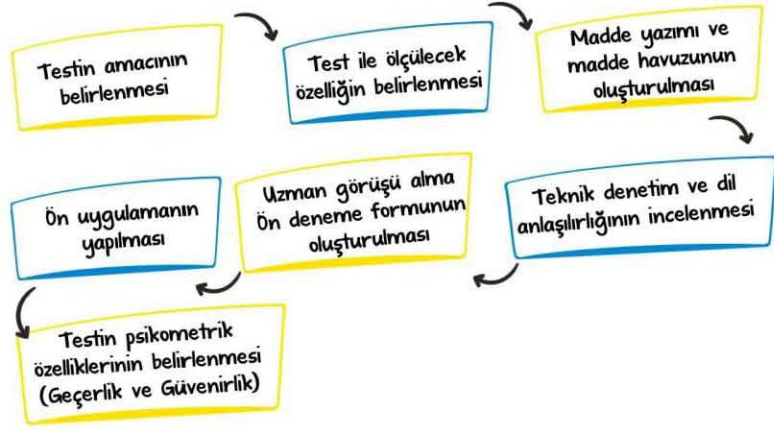 Testin amacının
belirlenmesi
Test ile ölçülecek
özelliğin belirlenmesi
Madde yazımı ve
madde havuzunun
oluşturulması
Teknik denetim ve dil
anlaşılırlığının incelenmesi
Uzman görüşü alma
Ön deneme formunun
oluşturulması
Ön uygulamanın
yapılması
Testin psikometrik
özelliklerinin belirlenmesi
(Geçerlik ve Güvenirlik)